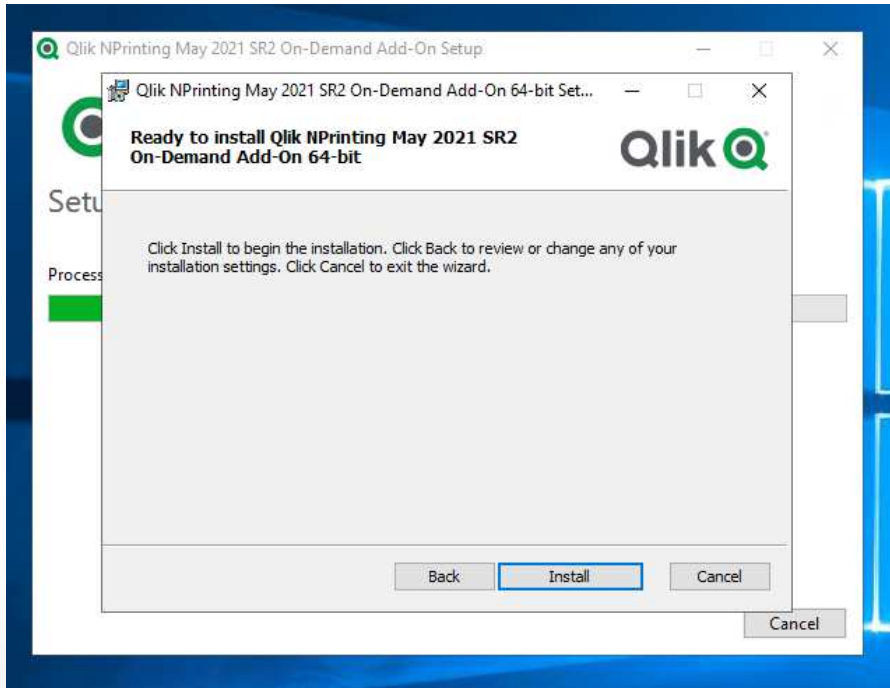 Qlik NPrinting May 2021 SR2 On-Demand Add-On Setup
Qlik NPrinting May 2021 SR2 On-Demand Add-On 64-bit Set...
Ready to install Qlik NPrinting May 2021 SR2
On-Demand Add-On 64-bit
Qlik
Setu
Click Install to begin the installation. Click Back to review or change any of your
installation settings. Click Cancel to exit the wizard.
Process
Back
Install
Cancel
Cancel